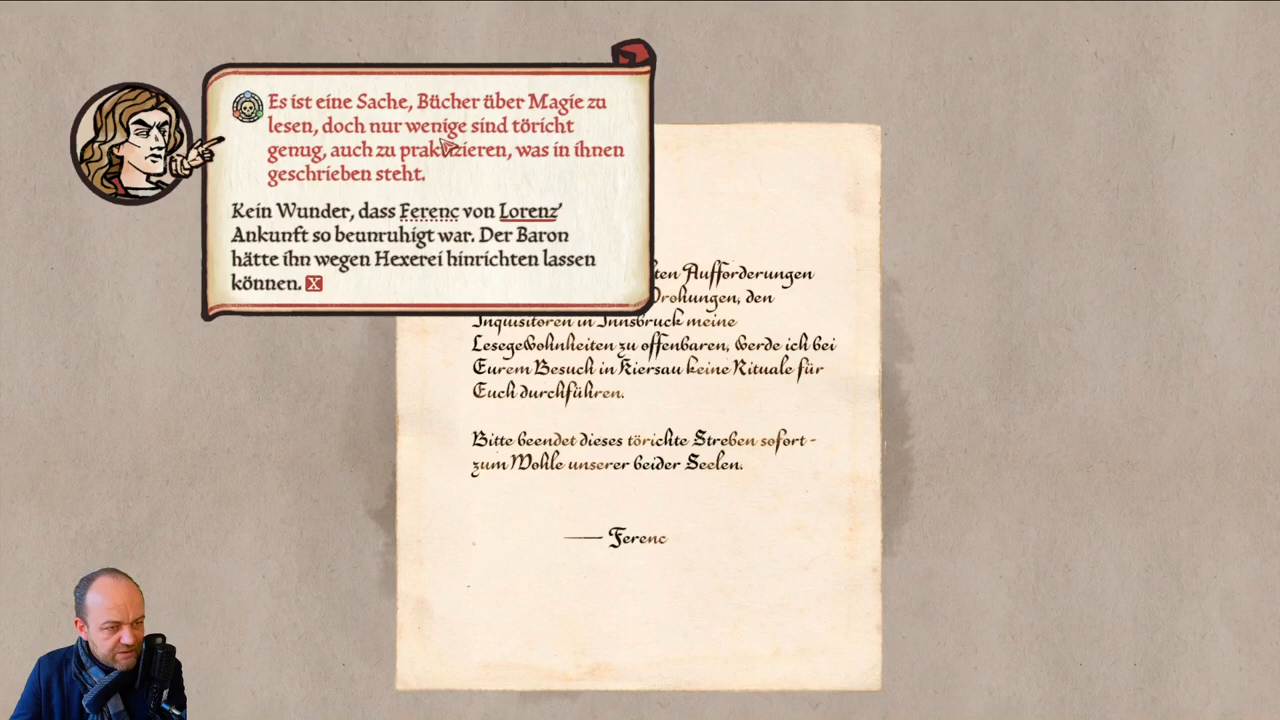 Es ist eine Sache, Bücher über Magie zu
lesen, doch nur wenige sind töricht
genug, auch zu praktizieren, was in ihnen
geschrieben steht.
Kein Wunder, dass Ferenc von Lorenz'
Ankunft so beunruhigt war. Der Baron
hätte ihn wegen Hexerei hinrichten lassen
können. X
ten Aufforderungen
Drohungen, den
Inquisitoren in Innsbruck meine
Lesegewohnheiten zu offenbaren, werde ich bei
Eurem Besuch in Kiersau keine Rituale für
Euch durchführen.
Bitte beendet dieses törichte Streben sofort -
zum Wohle unserer beider Seelen.
— Ferenc